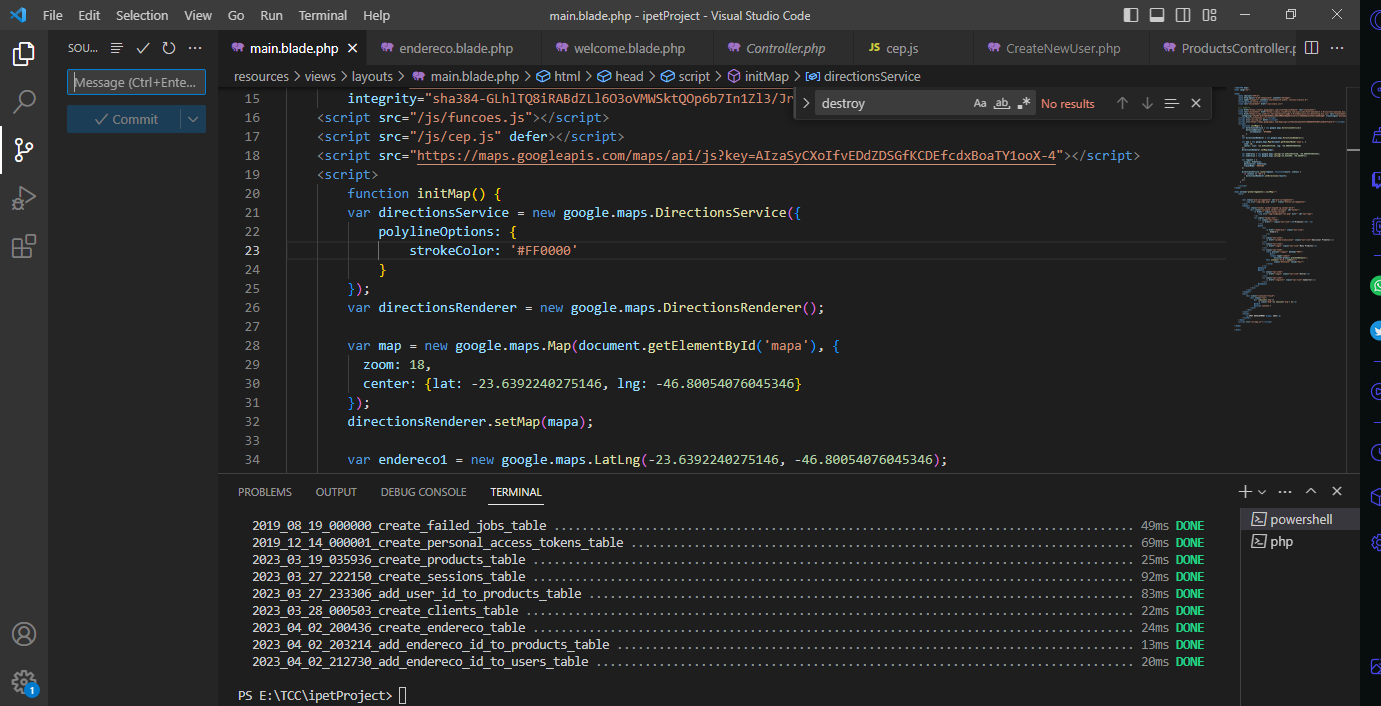 File Edit Selection View Go Run Terminal Help
main.blade.php - ipetProject - Visual Studio Code
SOU...
main.blade.php
endereco.blade.php
welcome.blade.php
Controller.php
JS cep.js
CreateNewUser.php
ProductsController.p
resources > views > layouts > main.blade.php > html > head > script > initMap > directionsService
Message (Ctrl+Ente...
Commit
destroy
Aa ab .*
No results
15 integrity="sha384-GLhlTQ8iRABdZLl6O3oVMWSktQOp6b7In1Zl3/Jr
16 <script src="/js/funcoes.js"></script>
17 <script src="/js/cep.js" defer></script>
18 <script src="https://maps.googleapis.com/maps/api/js?key=AIzaSyCXoIfvEDdZDSGfKCDEfcdxBoaTY1ooX-4"></script>
19 <script>
20 function initMap() {
21 var directionsService = new google.maps.DirectionsService({
22 polylineOptions: {
23 strokeColor: '#FF0000'
24 }
25 });
26 var directionsRenderer = new google.maps.DirectionsRenderer();
27
28 var map = new google.maps.Map(document.getElementById('mapa'), {
29 zoom: 18,
30 center: {lat: -23.6392240275146, lng: -46.80054076045346}
31 });
32 directionsRenderer.setMap(mapa);
33
34 var endereco1 = new google.maps.LatLng(-23.6392240275146, -46.80054076045346);
PROBLEMS OUTPUT DEBUG CONSOLE TERMINAL
powershell
php
2019_08_19_000000_create_failed_jobs_table ........ 49ms DONE
2019_12_14_000001_create_personal_access_tokens_table ........ 69ms DONE
2023_03_19_035936_create_products_table ........ 25ms DONE
2023_03_27_222150_create_sessions_table ........ 92ms DONE
2023_03_27_233306_add_user_id_to_products_table ........ 83ms DONE
2023_03_28_000503_create_clients_table ........ 22ms DONE
2023_04_02_200436_create_endereco_table ........ 24ms DONE
2023_04_02_203214_add_endereco_id_to_products_table ........ 13ms DONE
2023_04_02_212730_add_endereco_id_to_users_table ........ 20ms DONE
PS E:\TCC\ipetProject>
1